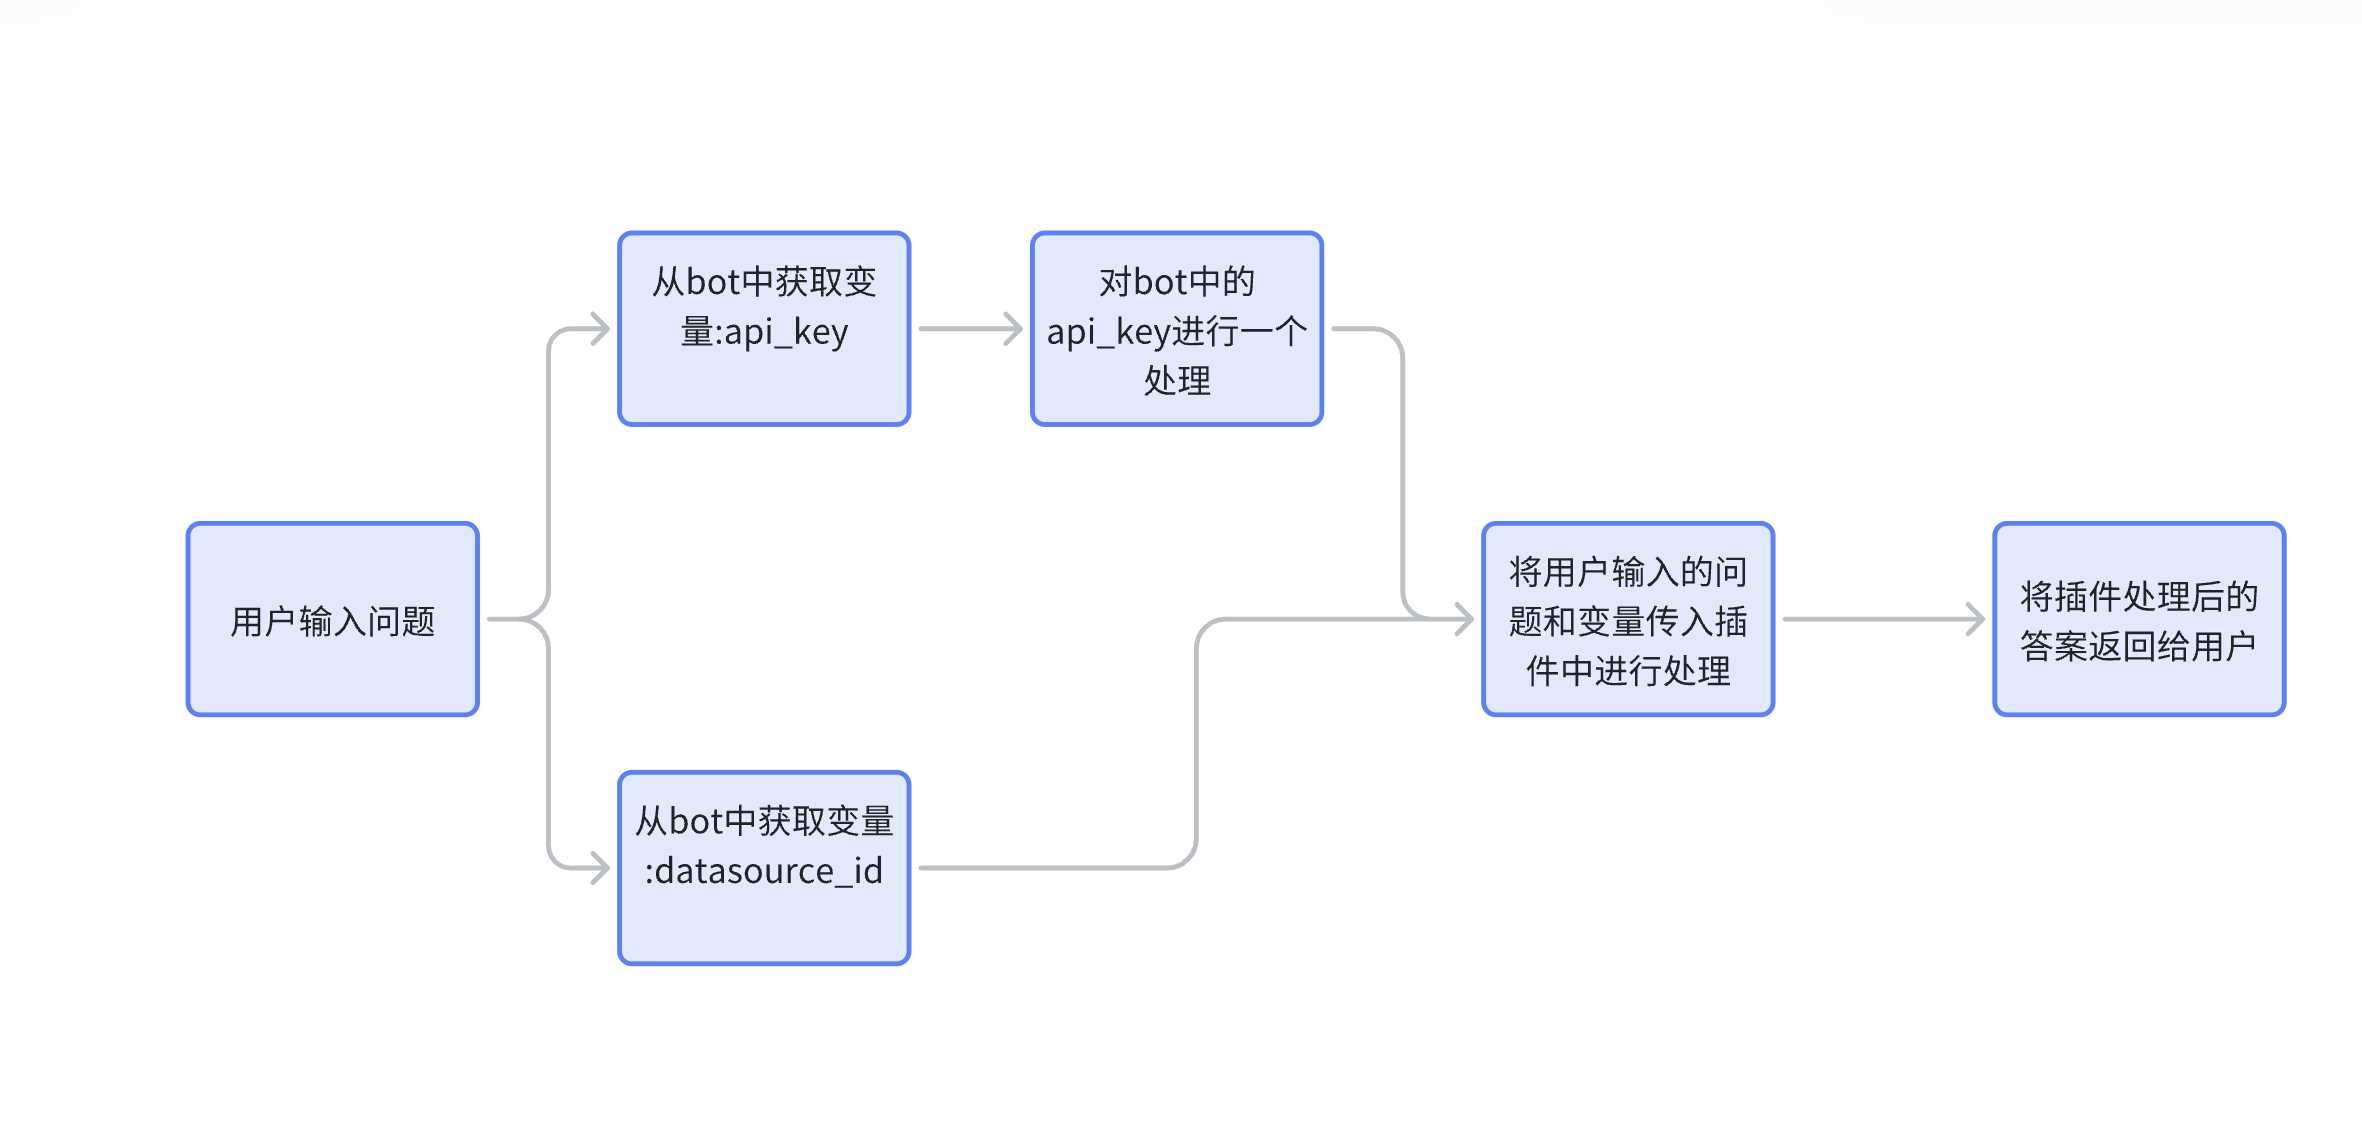 用户输入问题
从bot中获取变
量:api_key
对bot中的
api_key进行一个
处理
从bot中获取变量
:datasource_id
将用户输入的问
题和变量传入插
件中进行处理
将插件处理后的
答案返回给用户